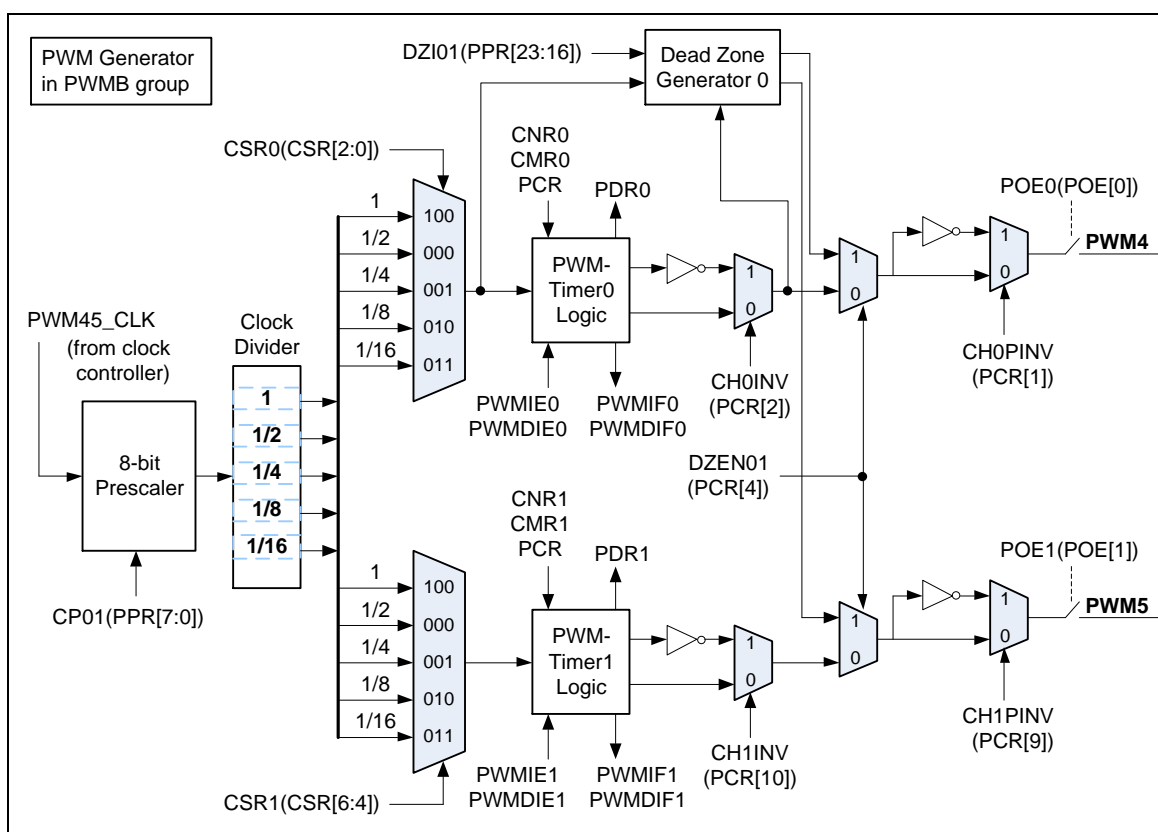 PWM Generator
in PWMB group
DZI01(PPR[23:16])
Dead Zone
Generator 0
CSR0(CSR[2:0])
CNR0
CMR0
PCR
PDR0
POE0(POE[0])
1
1/2
1/4
1/8
1/16
100
000
001
010
011
PWM-
Timer0
Logic
1
0
1
0
1
0
PWM4
PWM45_CLK
(from clock
controller)
Clock
Divider
PWMIE0
PWMDIE0
PWMIF0
PWMDIF0
CH0INV
(PCR[2])
CH0PINV
(PCR[1])
1
1/2
1/4
1/8
1/16
8-bit
Prescaler
CP01(PPR[7:0])
DZEN01
(PCR[4])
CNR1
CMR1
PCR
PDR1
POE1(POE[1])
1
1/2
1/4
1/8
1/16
100
000
001
010
011
PWM-
Timer1
Logic
1
0
1
0
1
0
PWM5
CSR1(CSR[6:4])
PWMIE1
PWMDIE1
PWMIF1
PWMDIF1
CH1INV
(PCR[10])
CH1PINV
(PCR[9])